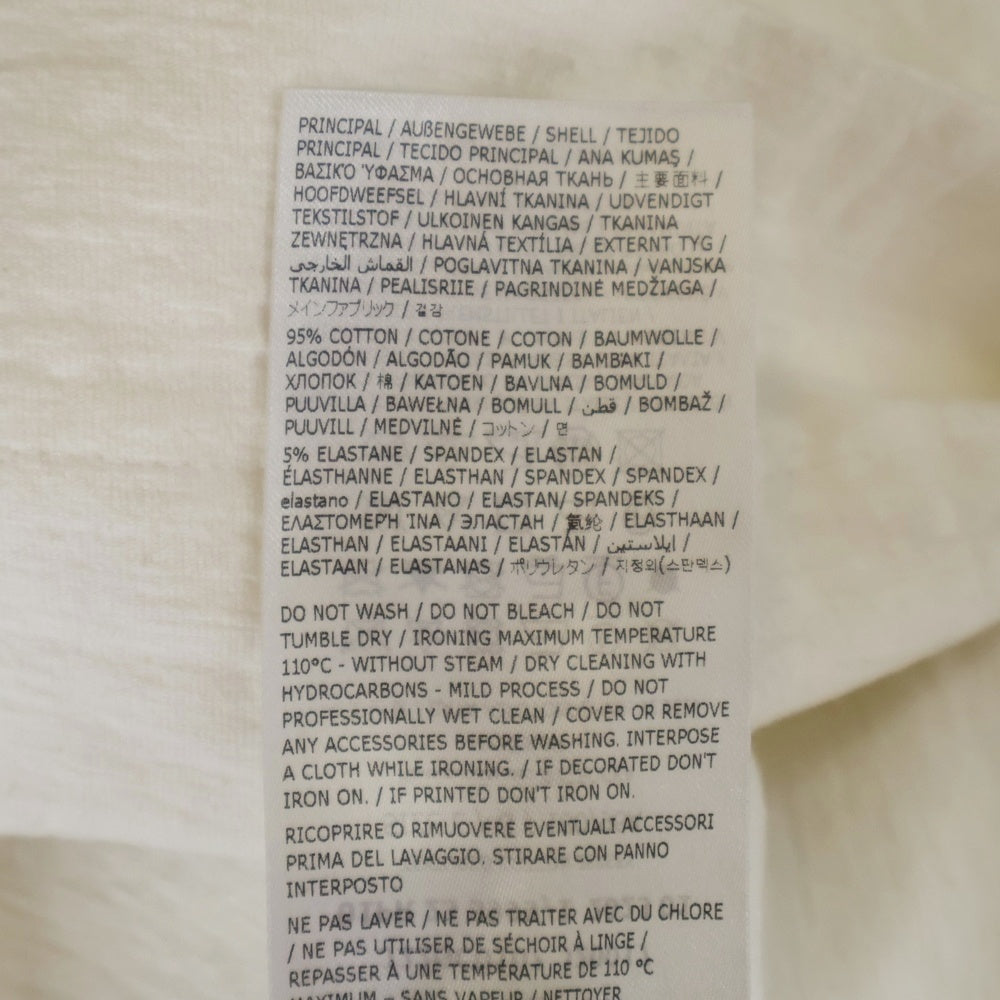 PRINCIPAL / AUßENGEWEBE / SHELL / TEJIDO
PRINCIPAL / TECIDO PRINCIPAL / ANA KUMAŞ /
ΒΑΣΙΚΌ ΎΦΑΣΜΑ / ОСНОВНАЯ ТКАНЬ / 主要面料 /
HOOFDWEEFSEL / HLAVNÍ TKANINA / UDVENDIGT
TEKSTILSTOF / ULKOINEN KANGAS / TKANINA
ZEWNĘTRZNA / HLAVNÁ TEXTÍLIA / EXTERNT TYG /
القماش الخارجى / POGLAVITNA TKANINA / VANJSKA
TKANINA / PEALISRIIE / PAGRINDINĖ MEDŽIAGA /
メインファブリック / 겉감
95% COTTON / COTONE / COTON / BAUMWOLLE /
ALGODÓN / ALGODÃO / PAMUK / ΒΑΜΒΆΚΙ /
ХЛОПОК / 棉 / KATOEN / BAVLNA / BOMULD /
PUUVILLA / BAWEŁNA / BOMULL / قطن / BOMBAŽ /
PUUVILL / MEDVILNĖ / コットン / 면
5% ELASTANE / SPANDEX / ELASTAN /
ÉLASTHANNE / ELASTHAN / SPANDEX / SPANDEX /
elastano / ELASTANO / ELASTAN/ SPANDEKS /
ΕΛΑΣΤΟΜΕΡΉ ΊΝΑ / ЭЛАСТАН / 氨纶 / ELASTHAAN /
ELASTHAN / ELASTAANI / ELASTÁN / إيلاستين /
ELASTAAN / ELASTANAS / ポリウレタン / 지정외(스판덱스)
DO NOT WASH / DO NOT BLEACH / DO NOT
TUMBLE DRY / IRONING MAXIMUM TEMPERATURE
110°C - WITHOUT STEAM / DRY CLEANING WITH
HYDROCARBONS - MILD PROCESS / DO NOT
PROFESSIONALLY WET CLEAN / COVER OR REMOVE
ANY ACCESSORIES BEFORE WASHING. INTERPOSE
A CLOTH WHILE IRONING. / IF DECORATED DON'T
IRON ON. / IF PRINTED DON'T IRON ON.
RICOPRIRE O RIMUOVERE EVENTUALI ACCESSORI
PRIMA DEL LAVAGGIO. STIRARE CON PANNO
INTERPOSTO
NE PAS LAVER / NE PAS TRAITER AVEC DU CHLORE
/ NE PAS UTILISER DE SÉCHOIR À LINGE /
REPASSER À UNE TEMPÉRATURE DE 110 °C
MAXIMUM – SANS VAPEUR / NETTOYER